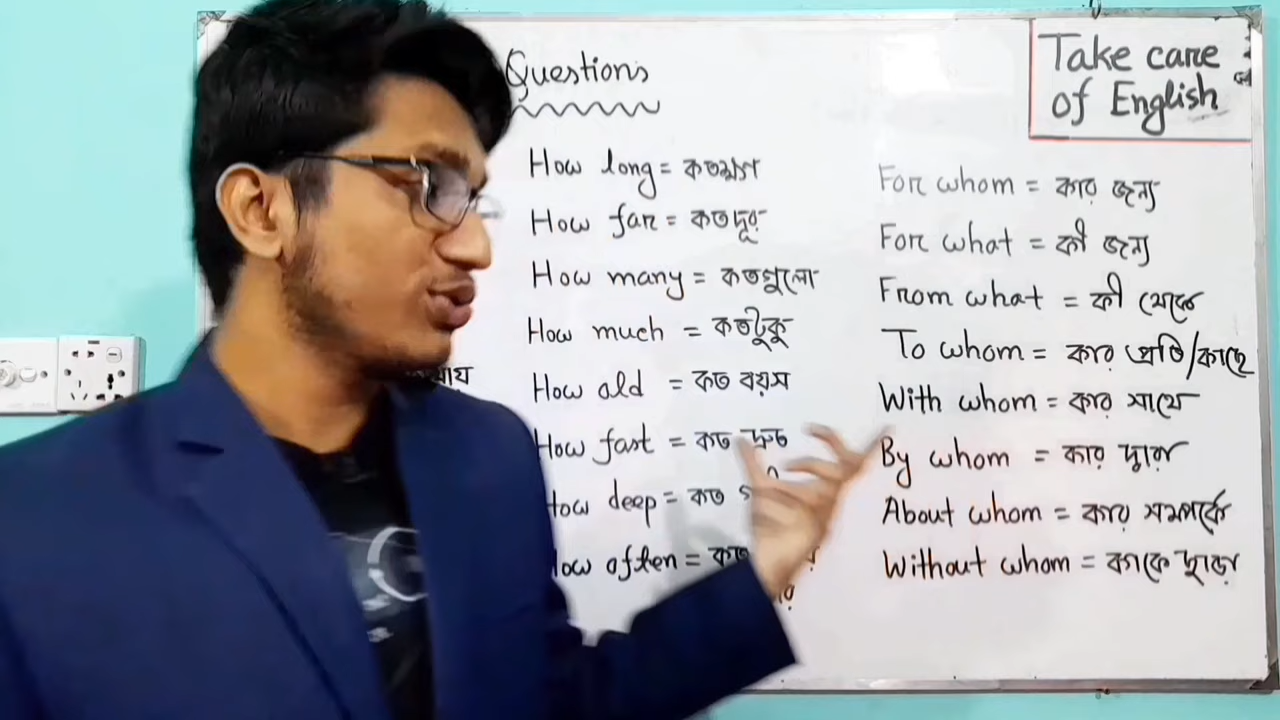 Questions
Take care
of English
How long = কতক্ষণ
How far = কতদূর
How many = কতগুলো
How much = কতটুকু
How old = কত বয়স
How fast = কত দ্রুত
How deep = কত
How often = কত
For whom = কার জন্য
For what = কী জন্য
From what = কী থেকে
To whom = কার প্রতি/কাছে
With whom = কার সাথে
By whom = কার দ্বারা
About whom = কার সম্পর্কে
Without whom = কাকে ছাড়া